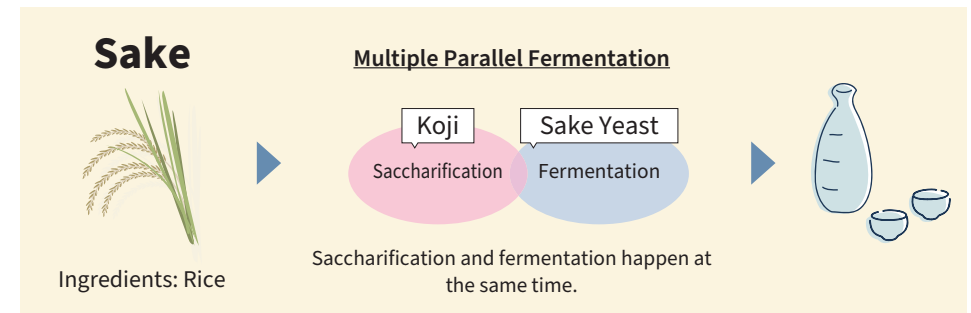 Sake
Multiple Parallel Fermentation
Koji
Sake Yeast
Saccharification
Fermentation
Ingredients: Rice
Saccharification and fermentation happen at
the same time.